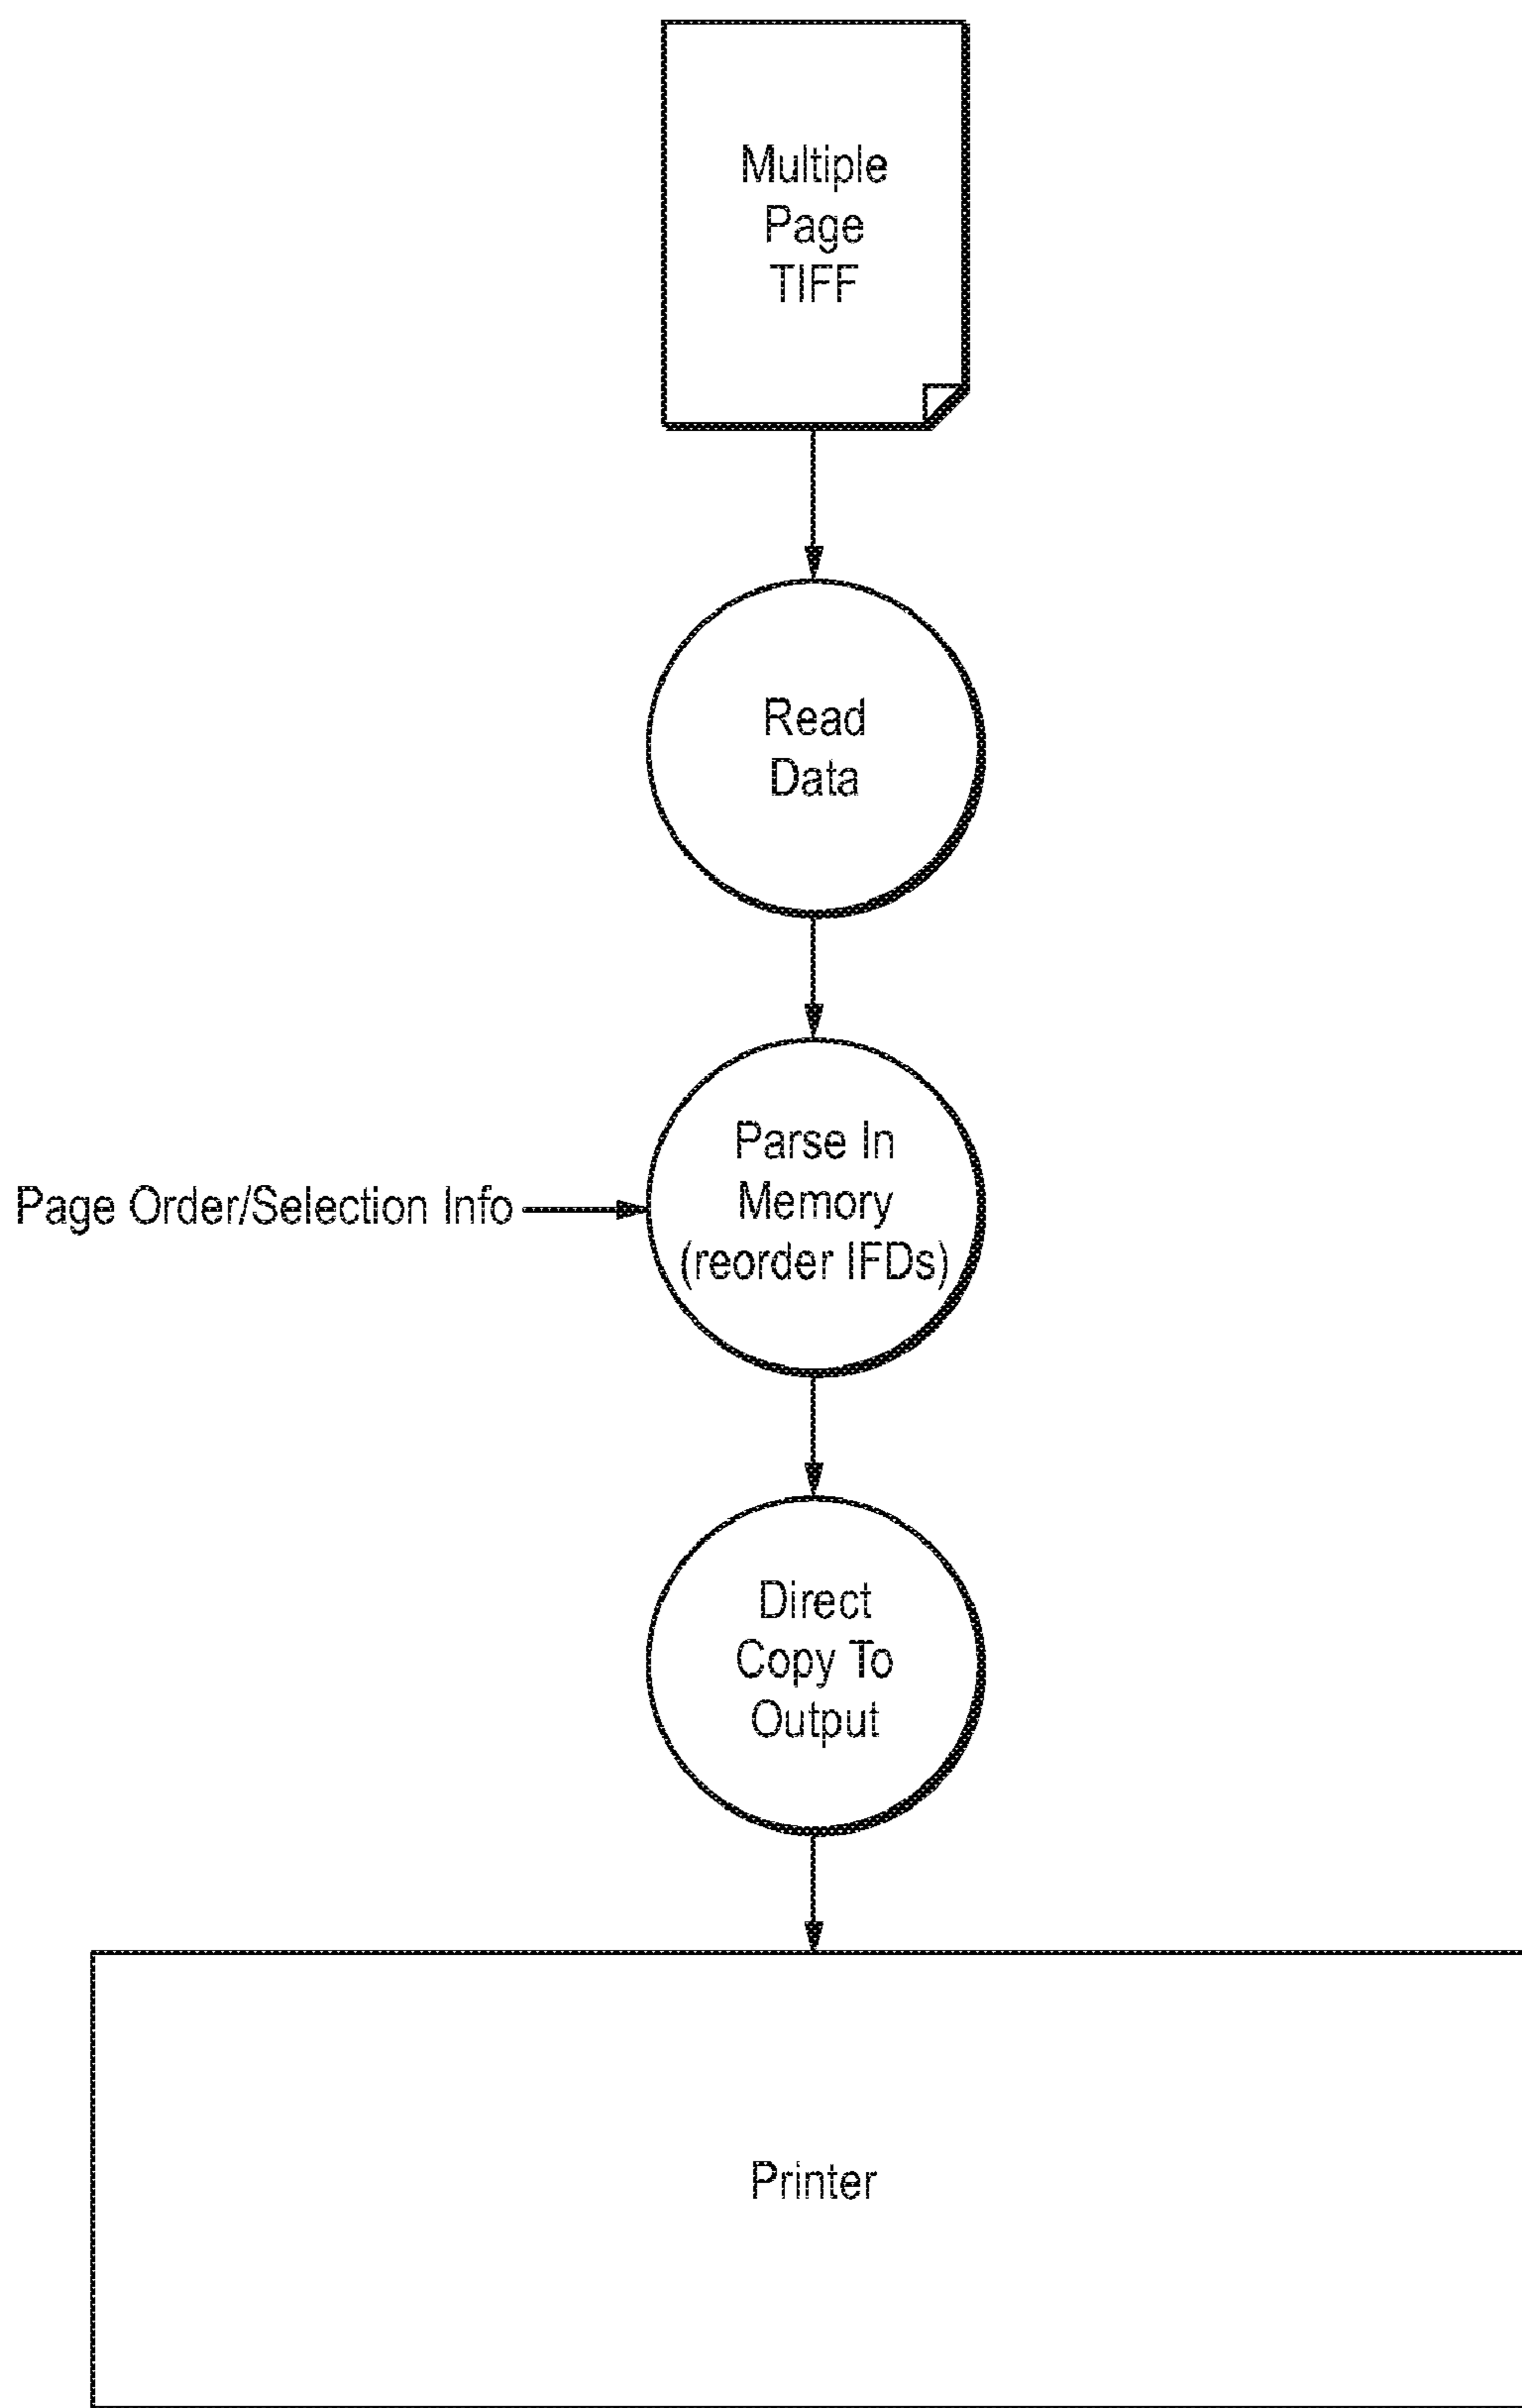 Multiple
Page
TIFF
Read
Data
Page Order/Selection Info
Parse In
Memory
(reorder IFDs)
Direct
Copy To
Output
Printer